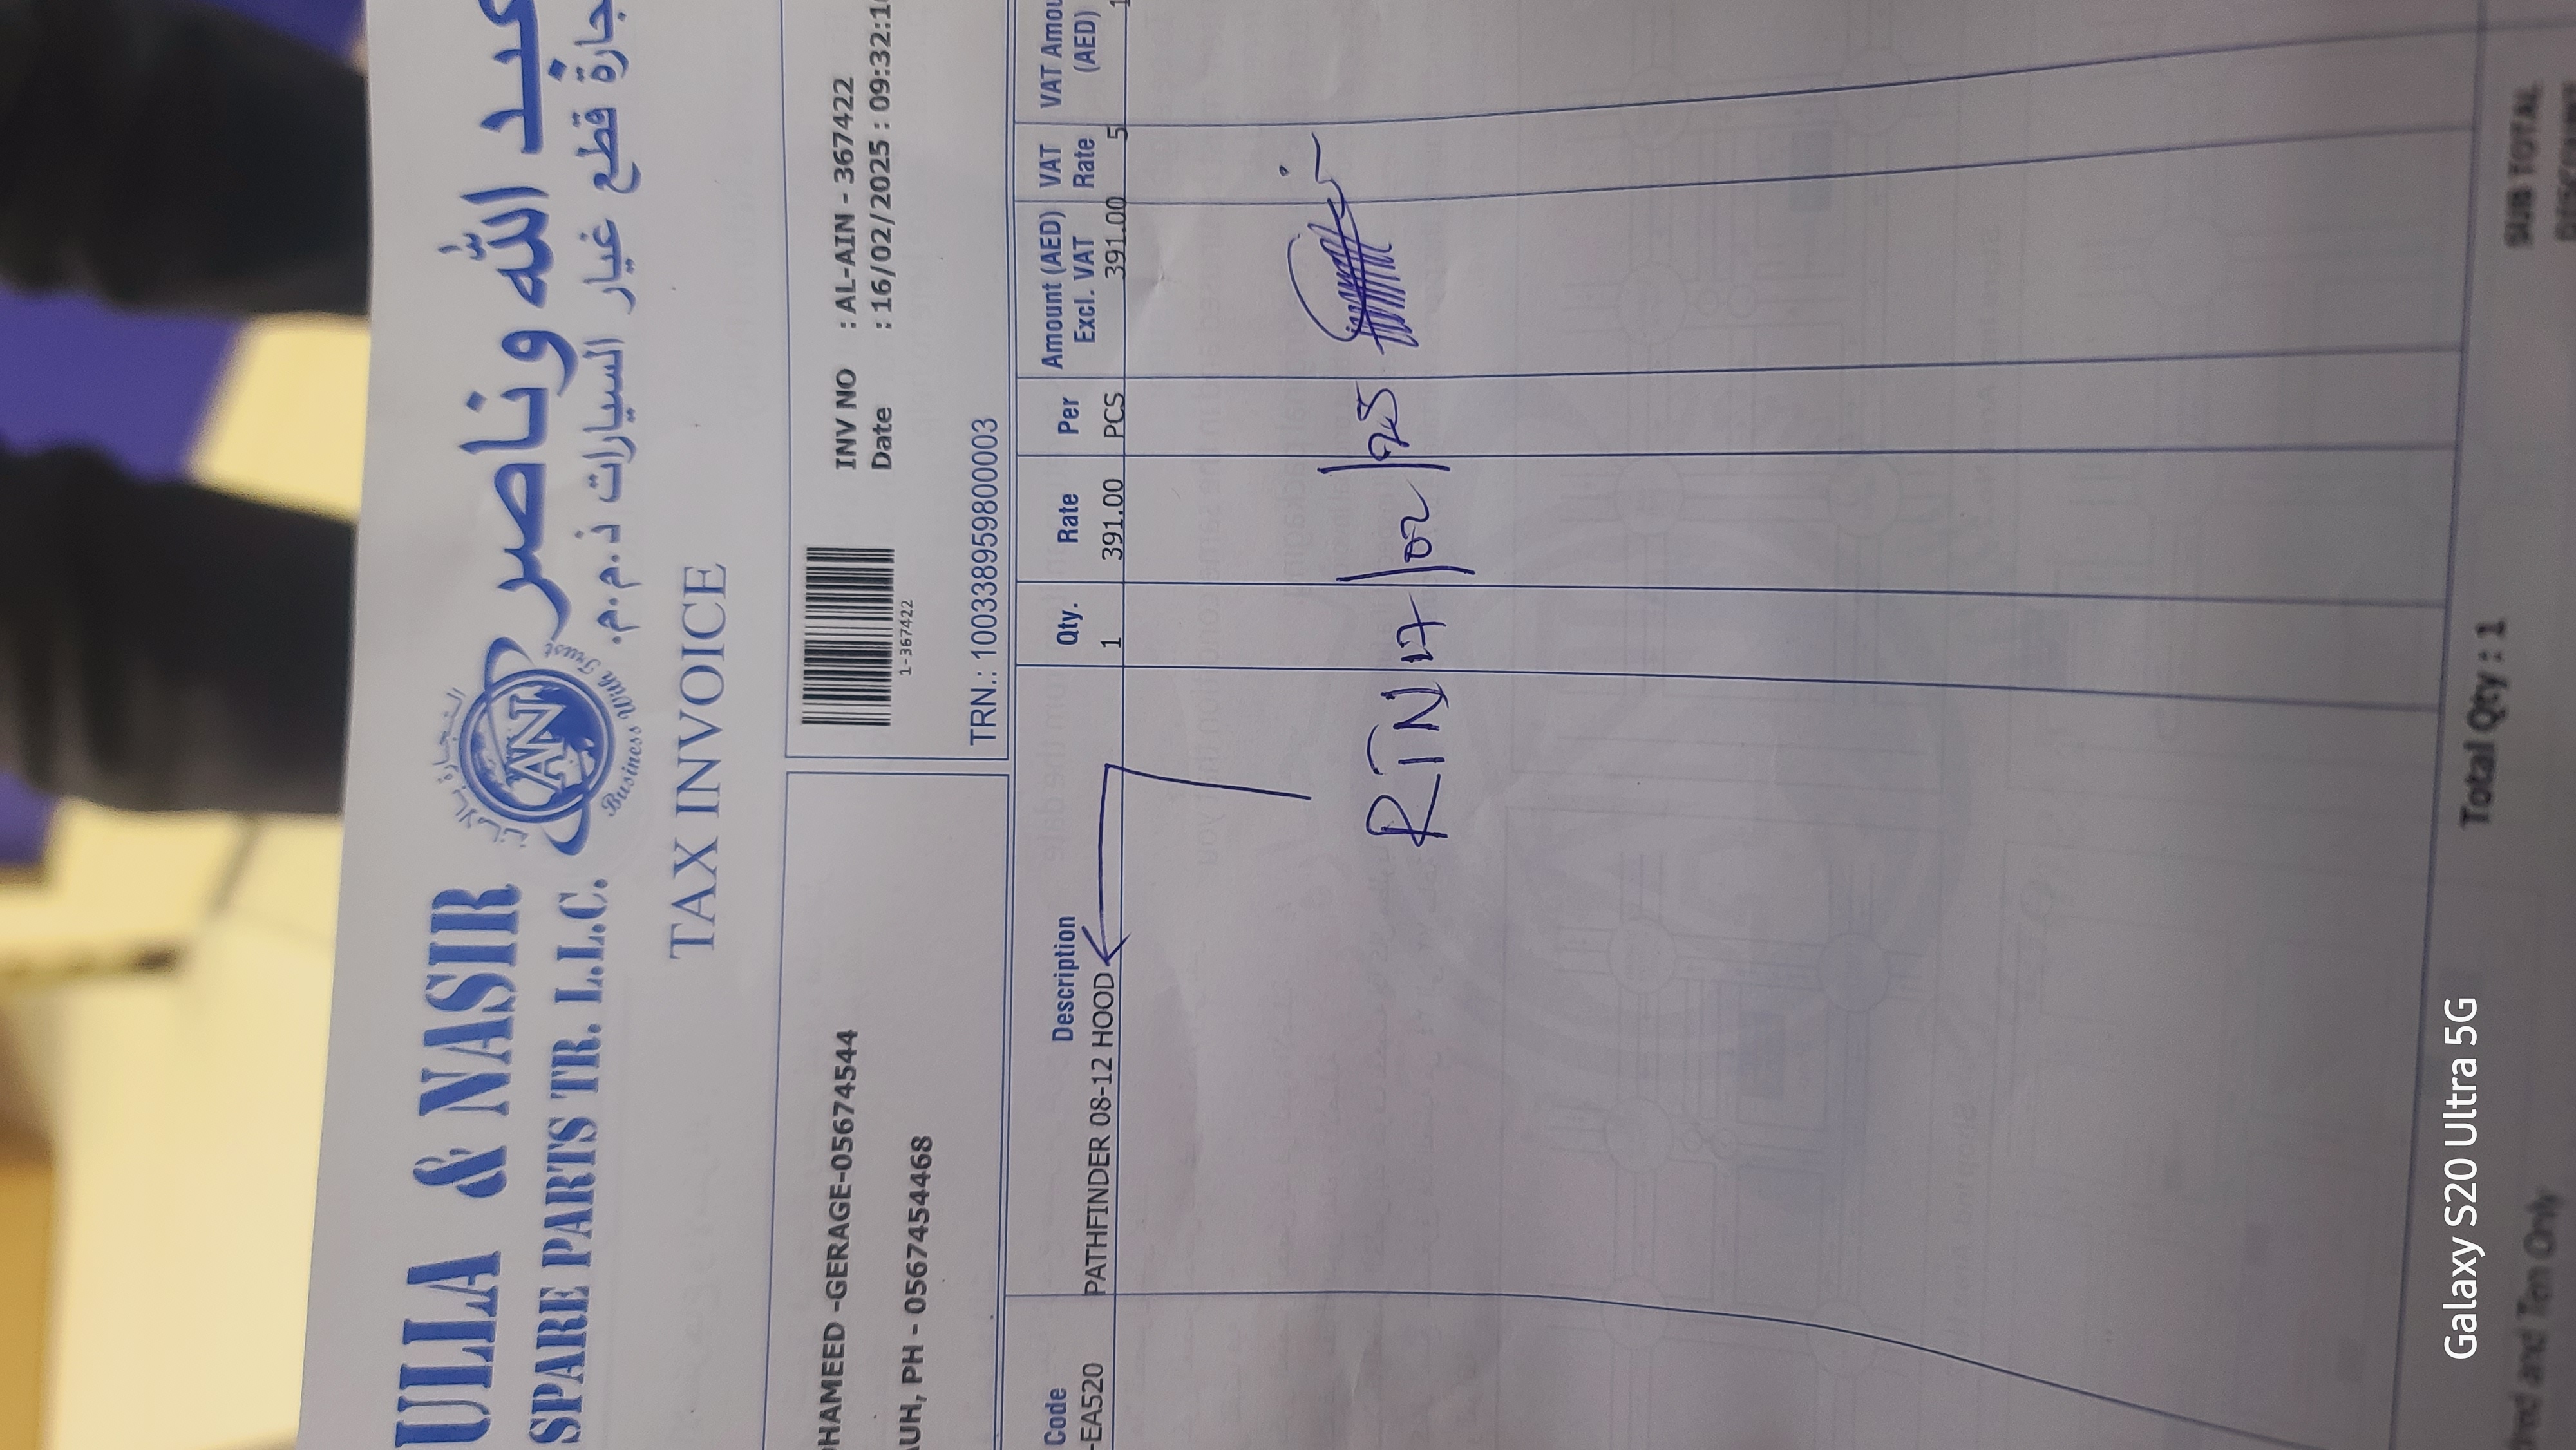 ULLA & NASIR
عبد الله وناصر
SPARE PARTS TR. L.L.C.
تجارة قطع غيار السيارات ذ.م.م.
AN
Business With Trust
TAX INVOICE
HAMEED -GERAGE-05674544
AUH, PH - 0567454468
1-367422
INV NO : AL-AIN - 367422
Date : 16/02/2025 : 09:32:1
TRN.: 100338959800003
Code Description Qty. Rate Per Amount (AED) Excl. VAT VAT Rate VAT Amou (AED)
-EA520 PATHFINDER 08-12 HOOD 1 391.00 PCS 391.00 5 1
RTN 17/02/25
Total Qty : 1
SUB TOTAL
and Ten Only
Galaxy S20 Ultra 5G